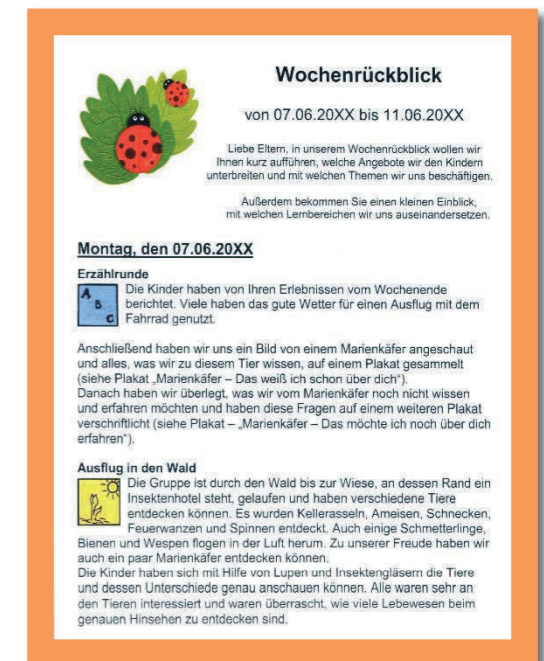 Wochenrückblick
von 07.06.20XX bis 11.06.20XX
Liebe Eltern, in unserem Wochenrückblick wollen wir
Ihnen kurz aufführen, welche Angebote wir den Kindern
unterbreiten und mit welchen Themen wir uns beschäftigen.
Außerdem bekommen Sie einen kleinen Einblick,
mit welchen Lernbereichen wir uns auseinandersetzen.
Montag, den 07.06.20XX
Erzählrunde
A
B
C
Die Kinder haben von Ihren Erlebnissen vom Wochenende
berichtet. Viele haben das gute Wetter für einen Ausflug mit dem
Fahrrad genutzt.
Anschließend haben wir uns ein Bild von einem Marienkäfer angeschaut
und alles, was wir zu diesem Tier wissen, auf einem Plakat gesammelt
(siehe Plakat „Marienkäfer – Das weiß ich schon über dich“).
Danach haben wir überlegt, was wir vom Marienkäfer noch nicht wissen
und erfahren möchten und haben diese Fragen auf einem weiteren Plakat
verschriftlicht (siehe Plakat – „Marienkäfer – Das möchte ich noch über dich
erfahren“).
Ausflug in den Wald
Die Gruppe ist durch den Wald bis zur Wiese, an dessen Rand ein
Insektenhotel steht, gelaufen und haben verschiedene Tiere
entdecken können. Es wurden Kellerasseln, Ameisen, Schnecken,
Feuerwanzen und Spinnen entdeckt. Auch einige Schmetterlinge,
Bienen und Wespen flogen in der Luft herum. Zu unserer Freude haben wir
auch ein paar Marienkäfer entdecken können.
Die Kinder haben sich mit Hilfe von Lupen und Insektengläsern die Tiere
und dessen Unterschiede genau anschauen können. Alle waren sehr an
den Tieren interessiert und waren überrascht, wie viele Lebewesen beim
genauen Hinsehen zu entdecken sind.